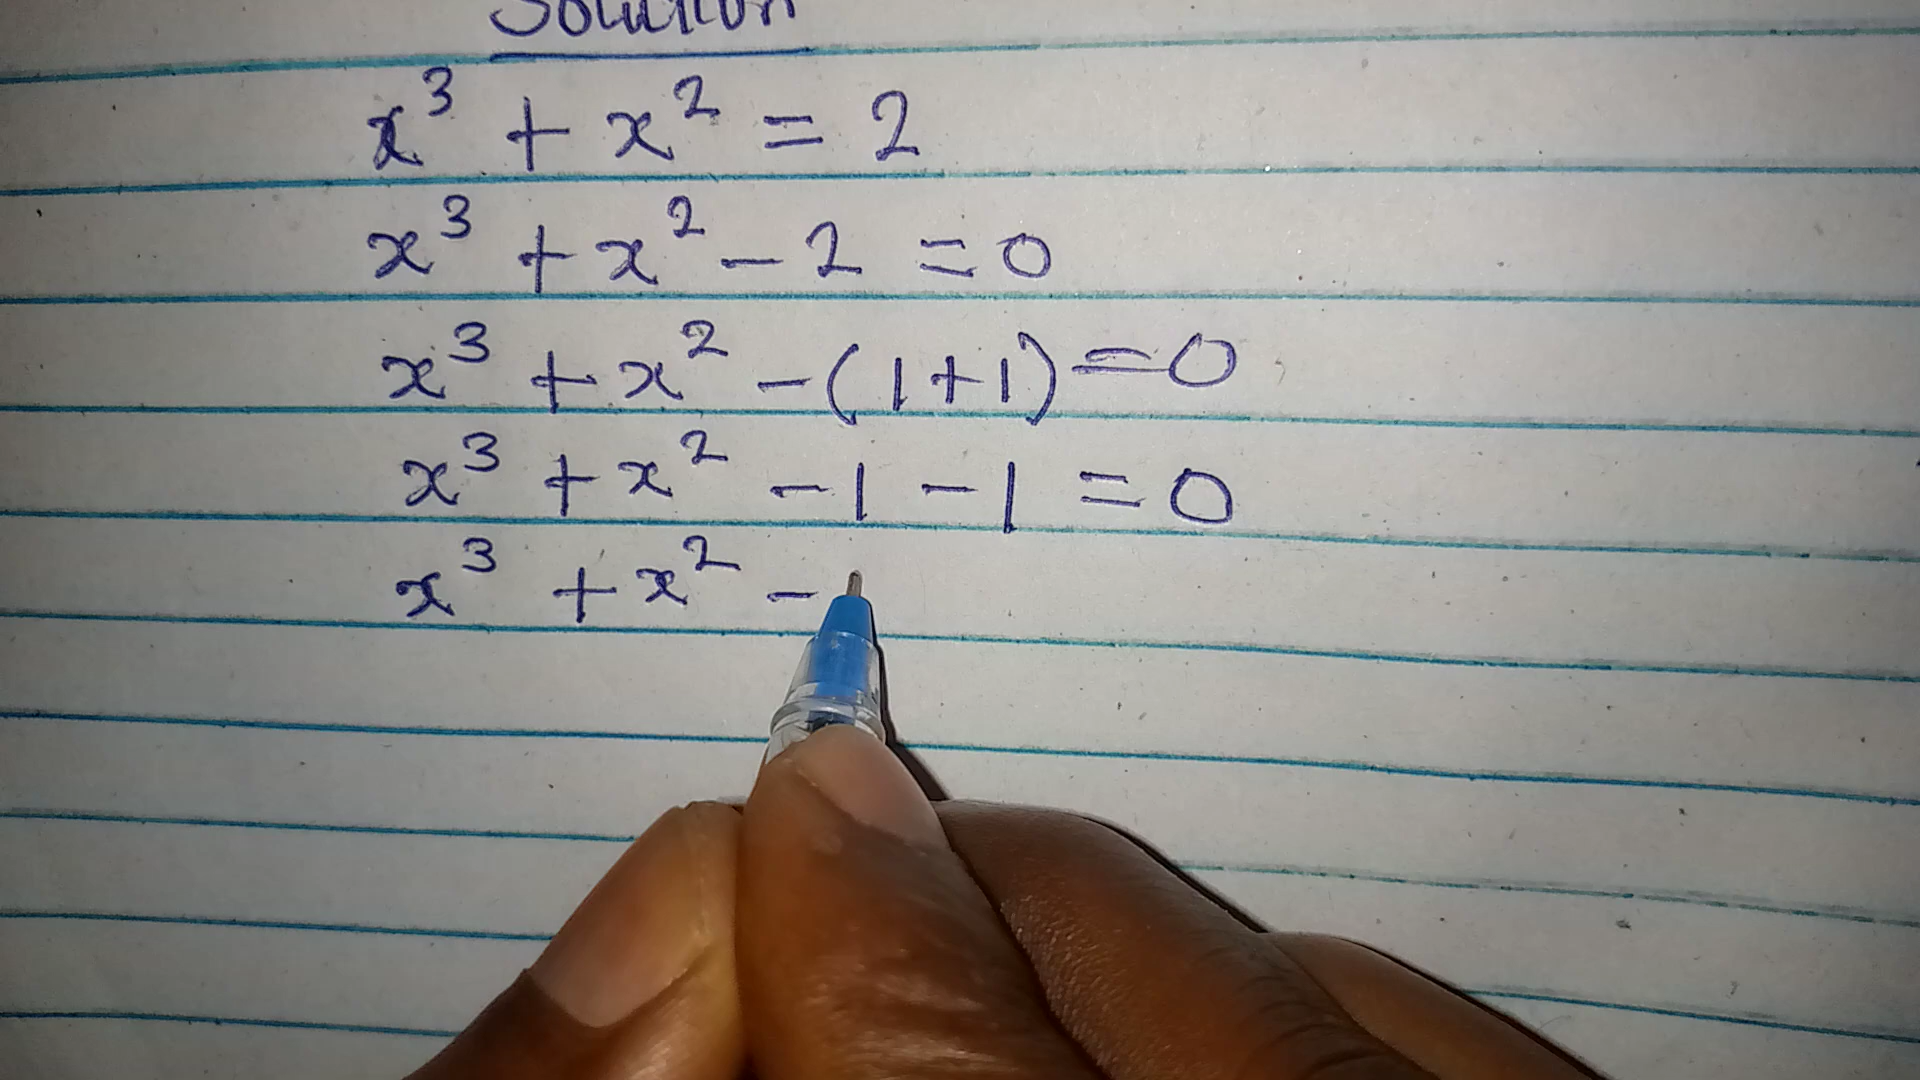 Solution
x³ + x² = 2
x³ + x² - 2 = 0
x³ + x² - (1+1) = 0
x³ + x² - 1 - 1 = 0
x³ + x² -